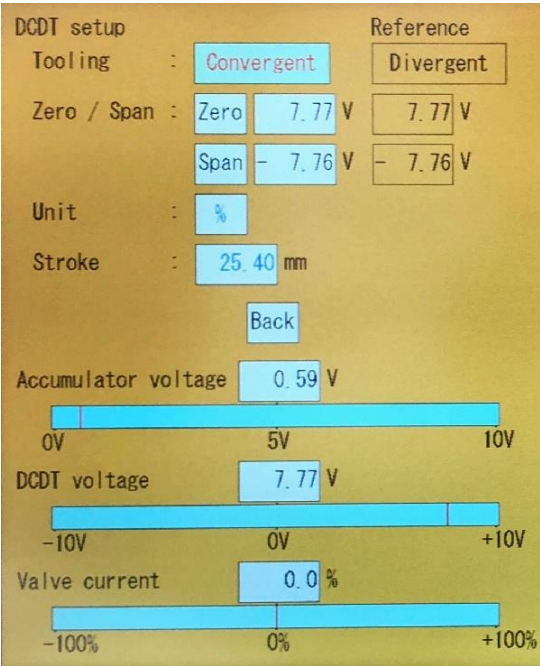 DCDT setup Reference
Tooling : Convergent Divergent
Zero / Span : Zero 7.77 V 7.77 V
Span - 7.76 V - 7.76 V
Unit : %
Stroke : 25.40 mm
Back
Accumulator voltage 0.59 V
0V 5V 10V
DCDT voltage 7.77 V
-10V 0V +10V
Valve current 0.0 %
-100% 0% +100%